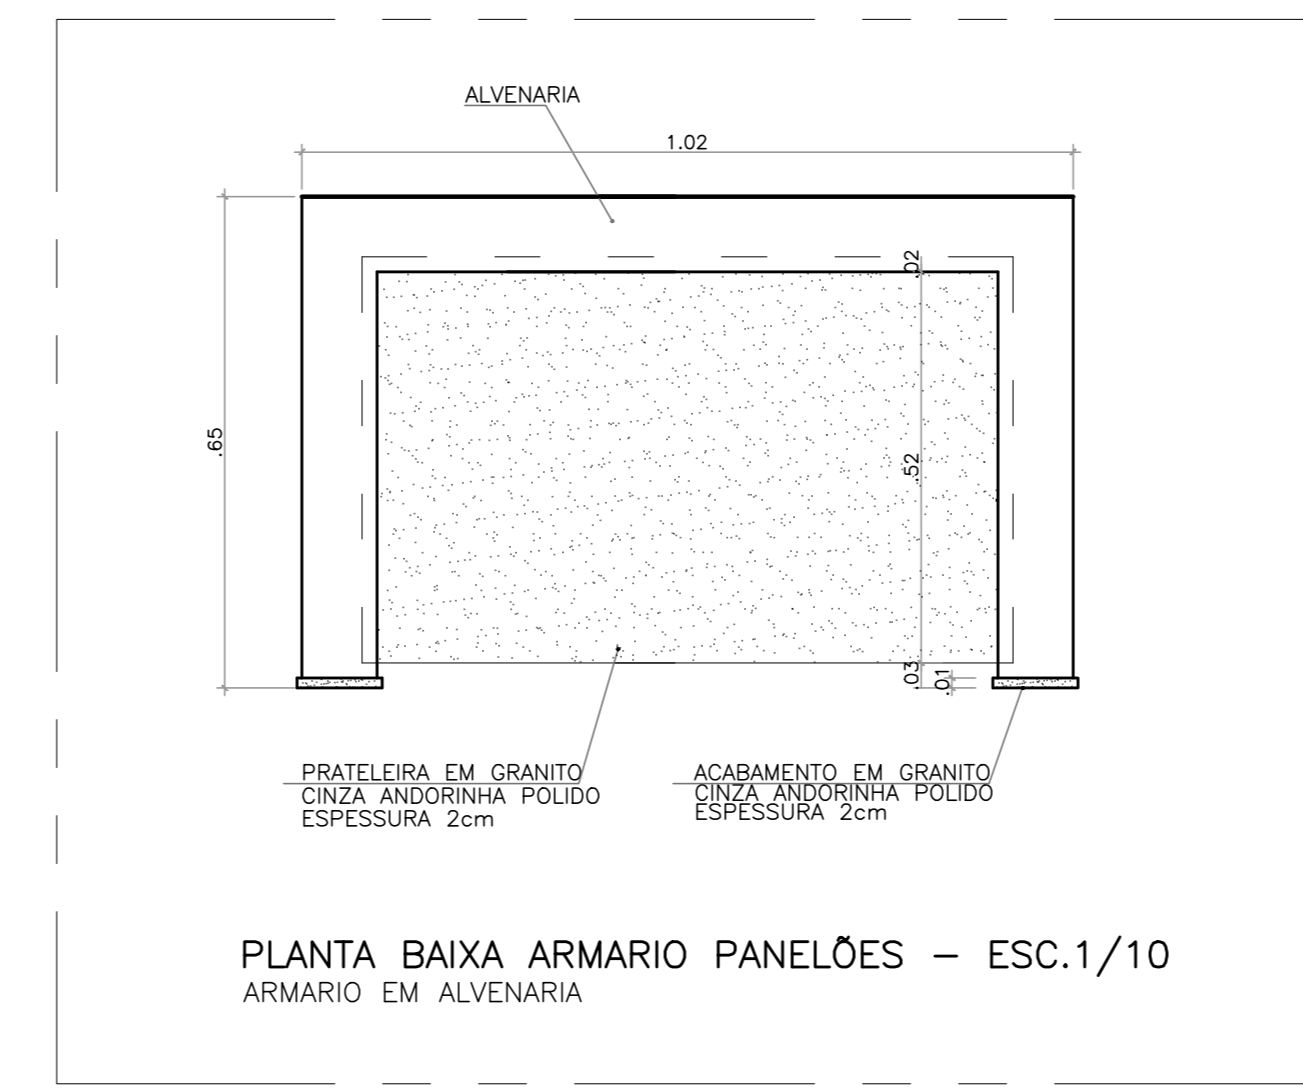 ALVENARIA
1.02
.02
.65
.52
.03
.01
PRATELEIRA EM GRANITO
CINZA ANDORINHA POLIDO
ESPESSURA 2cm
ACABAMENTO EM GRANITO
CINZA ANDORINHA POLIDO
ESPESSURA 2cm
PLANTA BAIXA ARMARIO PANELÕES – ESC.1/10
ARMARIO EM ALVENARIA